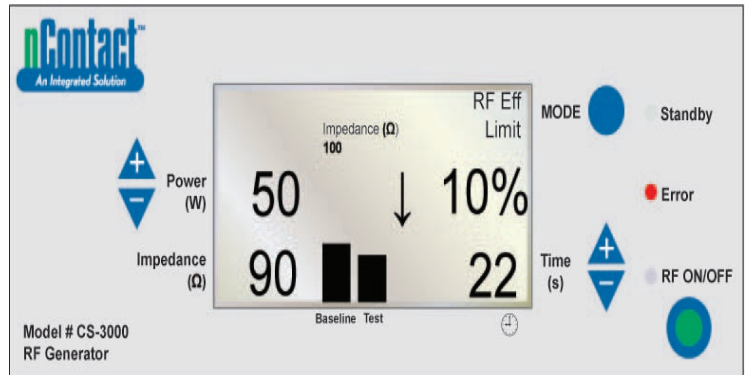 nContact™
An Integrated Solution
RF Eff
Limit
MODE
Standby
Impedance (Ω)
100
Power
(W)
50
↓
10%
Error
Impedance
(Ω)
90
22
Time
(s)
RF ON/OFF
Baseline Test
Model # CS-3000
RF Generator